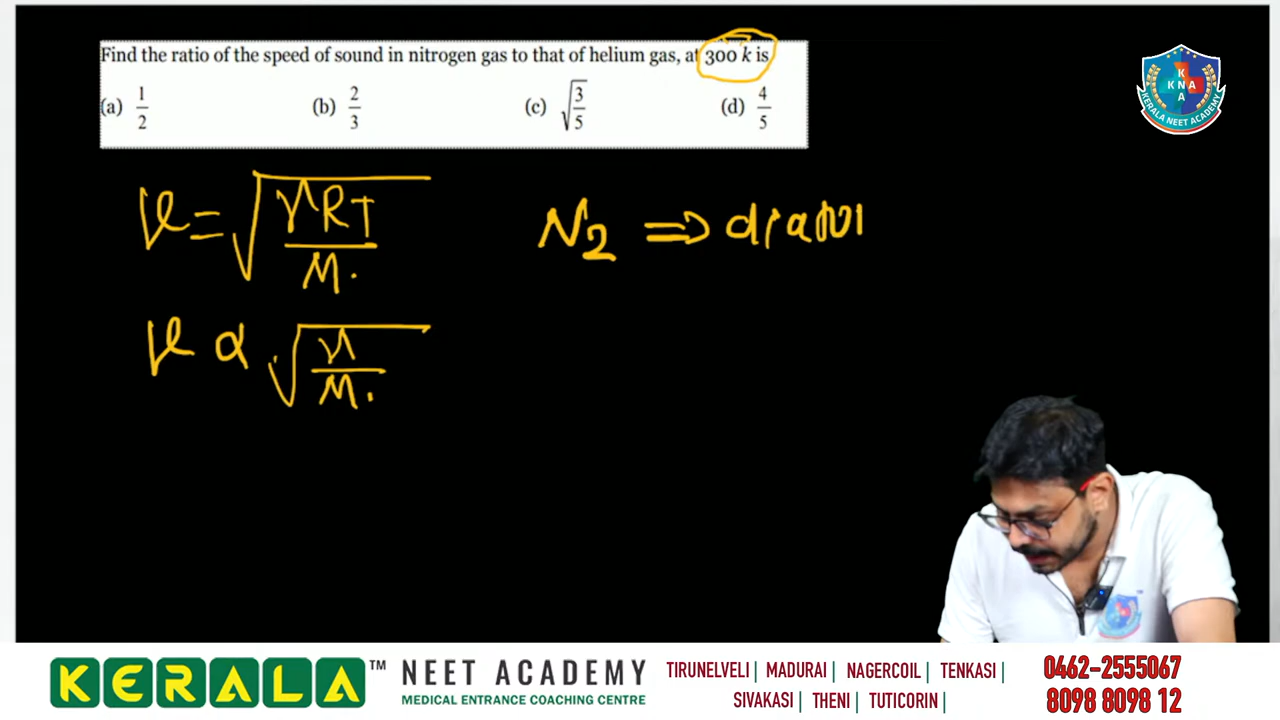 Find the ratio of the speed of sound in nitrogen gas to that of helium gas, at 300 k is
(a) 1/2 (b) 2/3 (c) √3/5 (d) 4/5
KNA
N
A
KERALA NEET ACADEMY
v = √γRT/M.
N2 ⇒ diatom
v α √γ/M.
KERALA™ NEET ACADEMY
MEDICAL ENTRANCE COACHING CENTRE
TIRUNELVELI | MADURAI | NAGERCOIL | TENKASI |
SIVAKASI | THENI | TUTICORIN |
0462-2555067
8098 8098 12